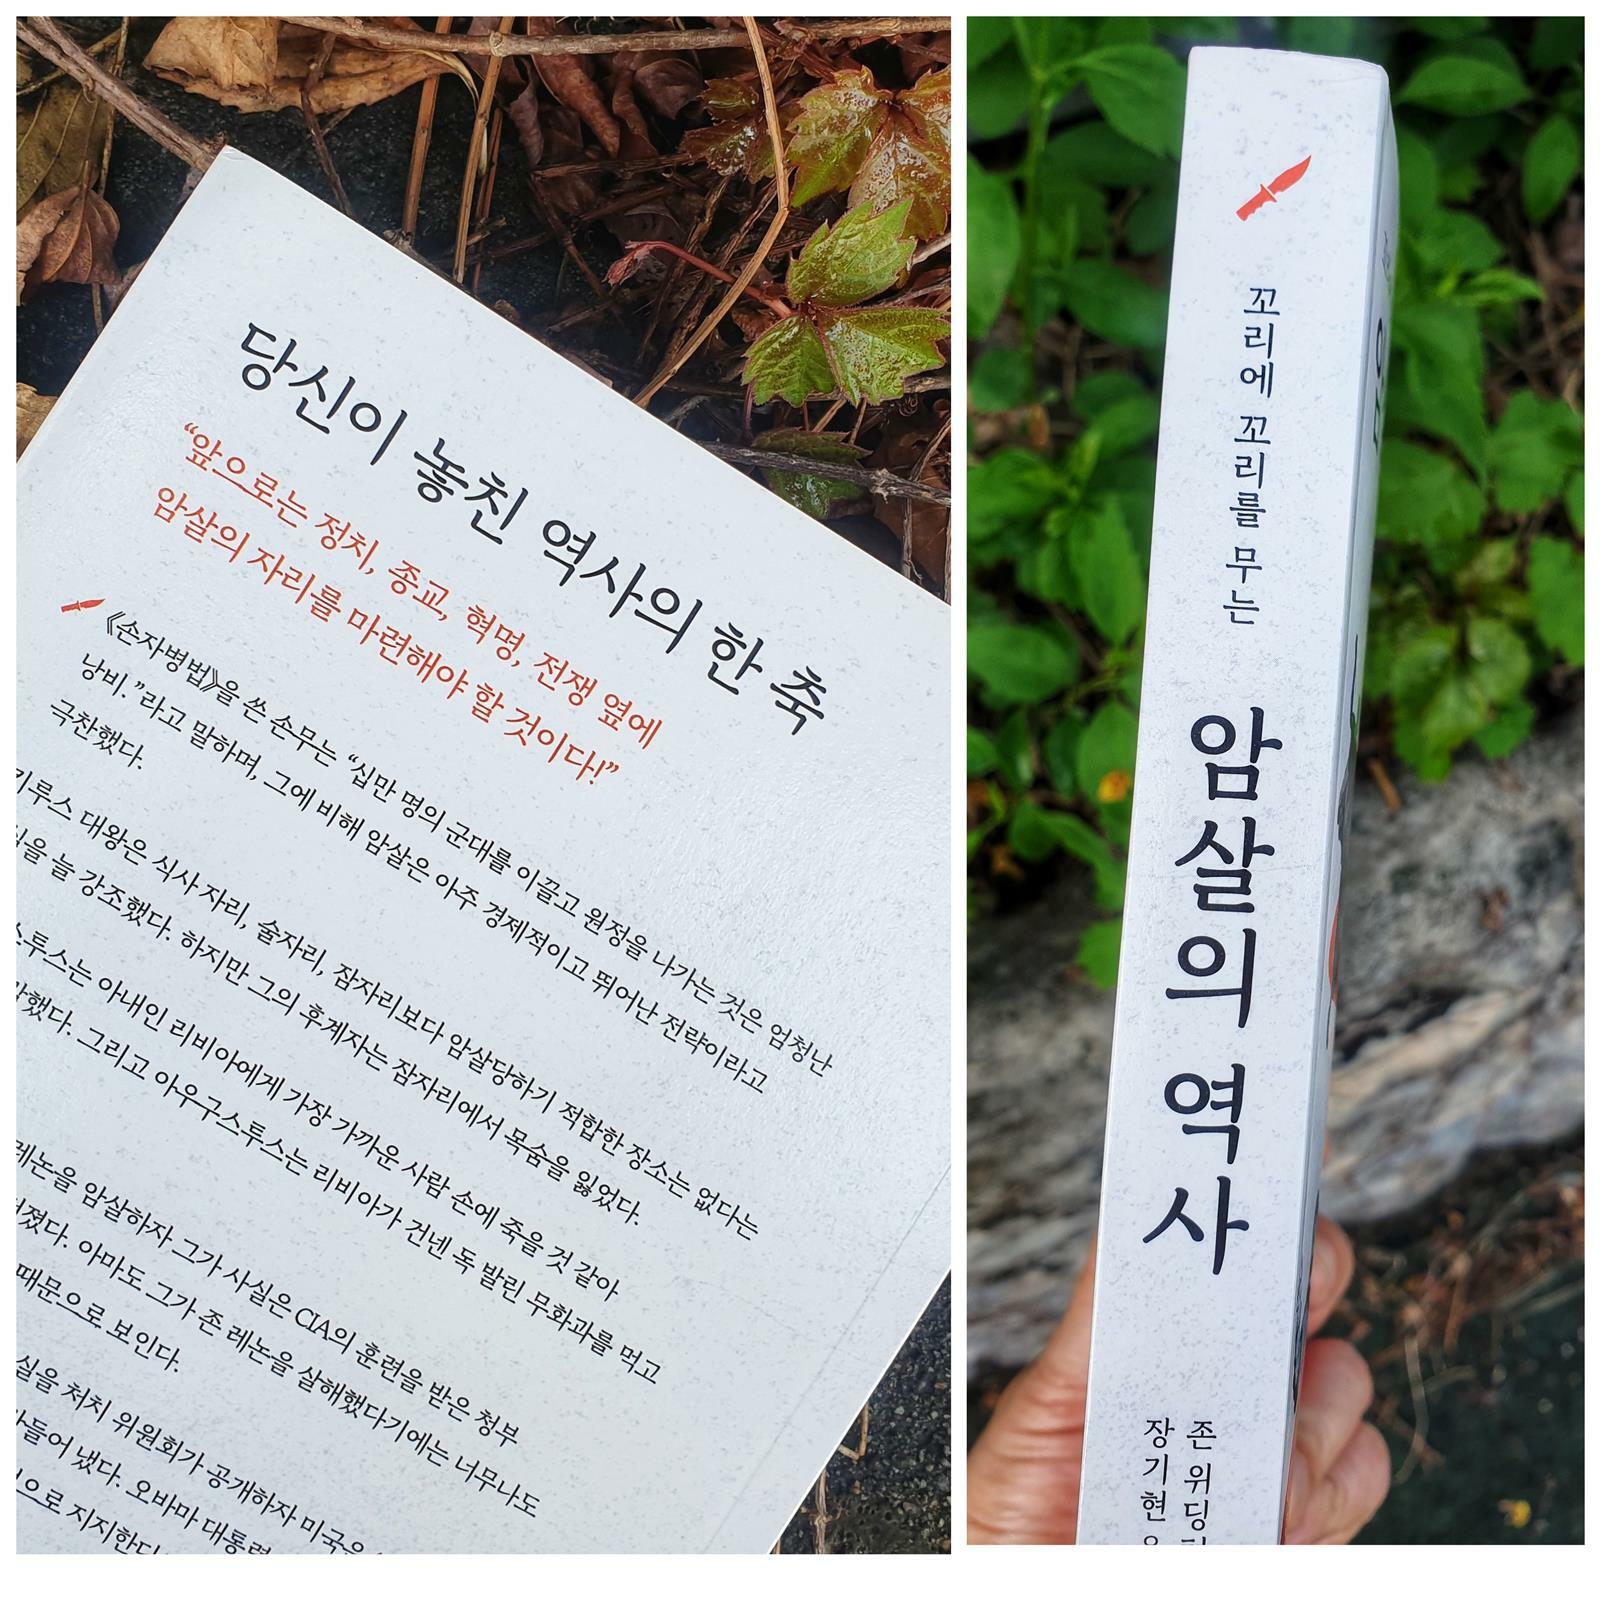 당신이 놓친 역사의 한 축
“앞으로는 정치, 종교, 혁명, 전쟁 옆에
암살의 자리를 마련해야 할 것이다!”
《손자병법》을 쓴 손무는 “십만 명의 군대를 이끌고 원정을 나가는 것은 엄청난
낭비.”라고 말하며, 그에 비해 암살은 아주 경제적이고 뛰어난 전략이라고
극찬했다.
키루스 대왕은 식사 자리, 술자리, 잠자리보다 암살당하기 적합한 장소는 없다는
을 늘 강조했다. 하지만 그의 후계자는 잠자리에서 목숨을 잃었다.
스투스는 아내인 리비아에게 가장 가까운 사람 손에 죽을 것 같아
했다. 그리고 아우구스투스는 리비아가 건넨 독 발린 무화과를 먹고
레논을 암살하자 그가 사실은 CIA의 훈련을 받은 청부
졌다. 아마도 그가 존 레논을 살해했다기에는 너무나도
때문으로 보인다.
실을 처치 위원회가 공개하자 미국은
들어 냈다. 오바마 대통령
으로 지지한다
꼬리에 꼬리를 무는
암살의 역사
존 위딩
장기현